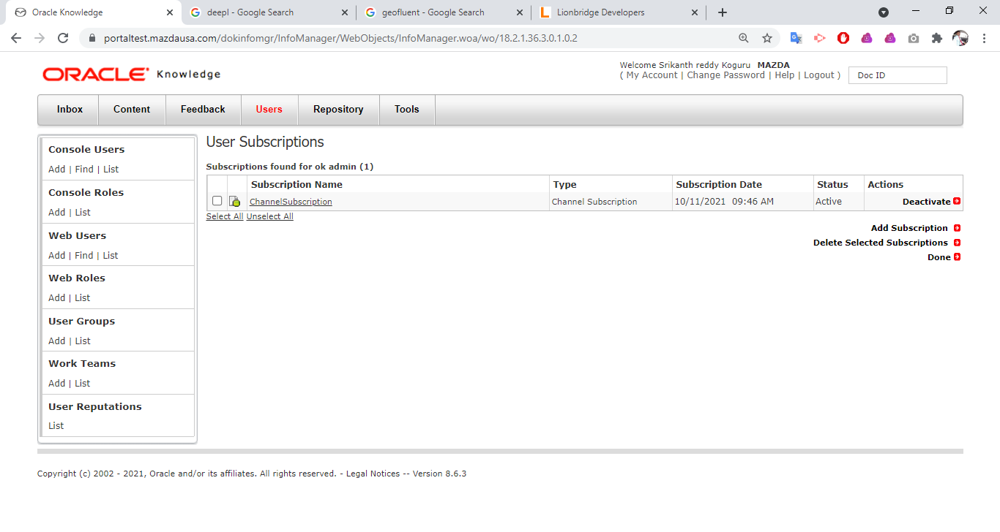 Oracle Knowledge
deepl - Google Search
geofluent - Google Search
Lionbridge Developers
portaltest.mazdausa.com/dokinfomgr/InfoManager/WebObjects/InfoManager.woa/wo/18.2.1.36.3.0.1.0.2
ORACLE Knowledge
Welcome Srikanth reddy Koguru MAZDA
( My Account | Change Password | Help | Logout )
Doc ID
Inbox Content Feedback Users Repository Tools
Console Users
Add | Find | List
Console Roles
Add | List
Web Users
Add | Find | List
Web Roles
Add | List
User Groups
Add | List
Work Teams
Add | List
User Reputations
List
User Subscriptions
Subscriptions found for ok admin (1)
Subscription Name Type Subscription Date Status Actions
ChannelSubscription Channel Subscription 10/11/2021 09:46 AM Active Deactivate
Select All Unselect All
Add Subscription
Delete Selected Subscriptions
Done
Copyright (c) 2002 - 2021, Oracle and/or its affiliates. All rights reserved. - Legal Notices -- Version 8.6.3